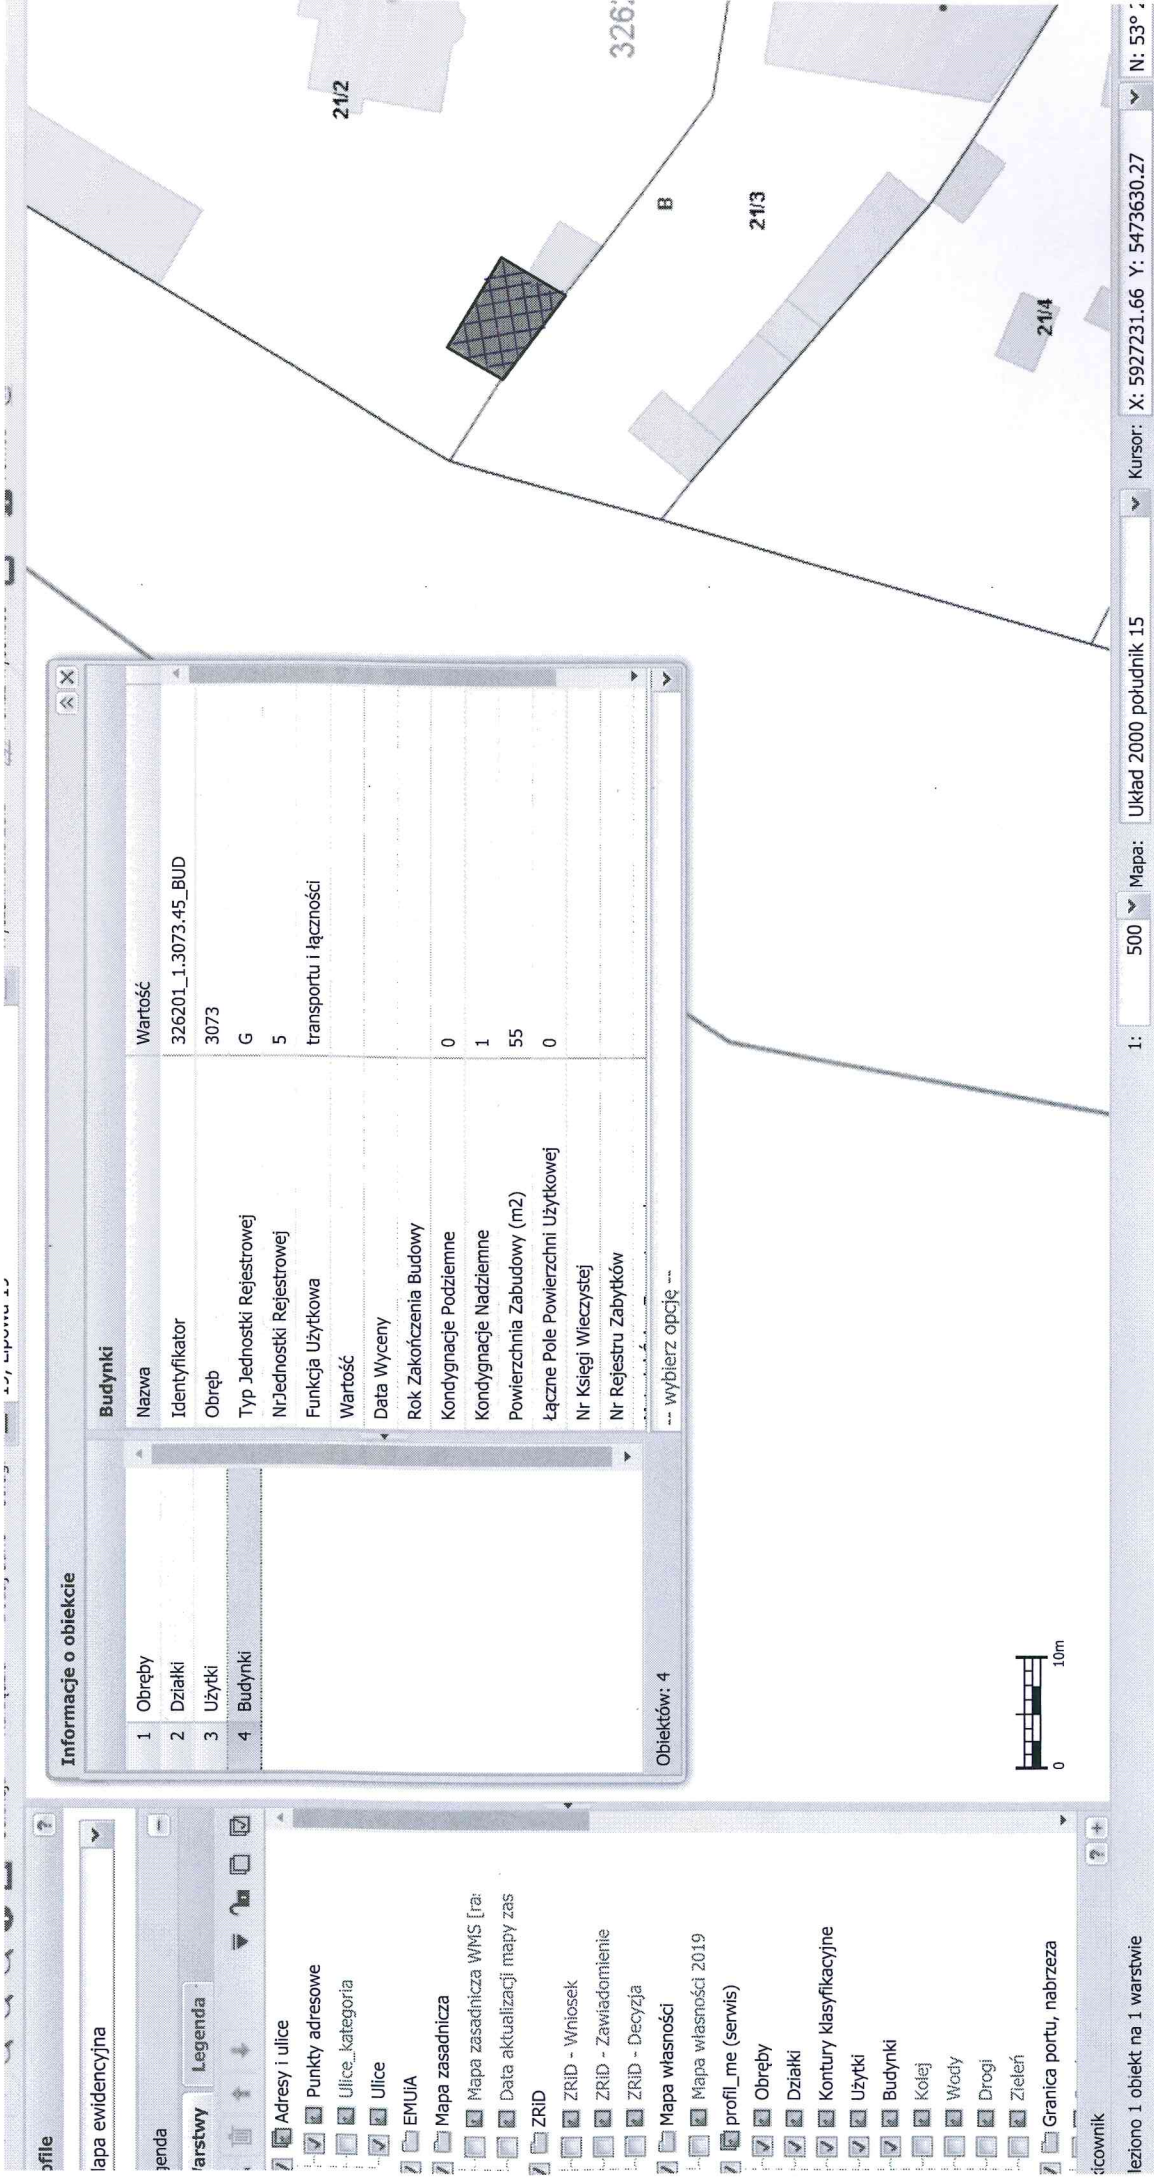 ofile
lapa ewidencyjna
genda
Varstwy Legenda
Adresy i ulice
Punkty adresowe
Ulice_kategoria
Ulice
EMUiA
Mapa zasadnicza
Mapa zasadnicza WMS [ra
Data aktualizacji mapy zas
ZRiD
ZRiD - Wniosek
ZRiD - Zawiadomienie
ZRiD - Decyzja
Mapa własności
Mapa własności 2019
profil_me (serwis)
Obręby
Działki
Kontury klasyfikacyjne
Użytki
Budynki
Kolej
Wody
Drogi
Zieleń
Granica portu, nabrzeza
kicownik
leziono 1 obiekt na 1 warstwie
Informacje o obiekcie
1 Obręby
2 Działki
3 Użytki
4 Budynki
Obiektów: 4
Budynki
Nazwa Wartość
Identyfikator 326201_1.3073.45_BUD
Obręb 3073
Typ Jednostki Rejestrowej G
NrJednostki Rejestrowej 5
Funkcja Użytkowa transportu i łączności
Wartość
Data Wyceny
Rok Zakończenia Budowy
Kondygnacje Podziemne 0
Kondygnacje Nadziemne 1
Powierzchnia Zabudowy (m2) 55
Łączne Pole Powierzchni Użytkowej 0
Nr Księgi Wieczystej
Nr Rejestru Zabytków
-- wybierz opcję --
21/2
326
B
21/3
21/4
0 10m
1: 500 Mapa: Układ 2000 południk 15 Kursor: X: 5927231.66 Y: 5473630.27 N: 53°